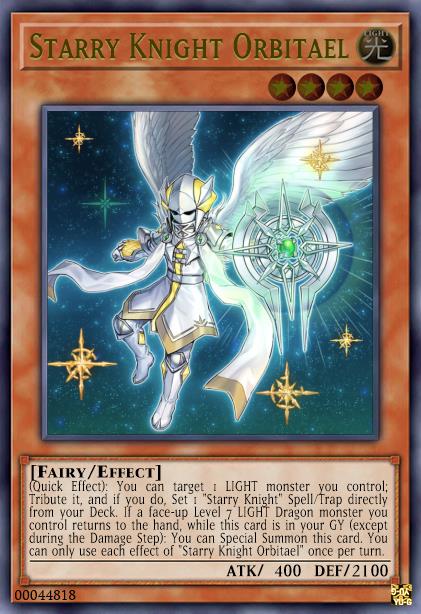 STARRY KNIGHT ORBITAEL
LIGHT
光
[FAIRY/EFFECT]
(Quick Effect): You can target 1 LIGHT monster you control;
Tribute it, and if you do, Set 1 "Starry Knight" Spell/Trap directly
from your Deck. If a face-up Level 7 LIGHT Dragon monster you
control returns to the hand, while this card is in your GY (except
during the Damage Step): You can Special Summon this card. You
can only use each effect of "Starry Knight Orbitael" once per turn.
ATK/ 400 DEF/2100
00044818